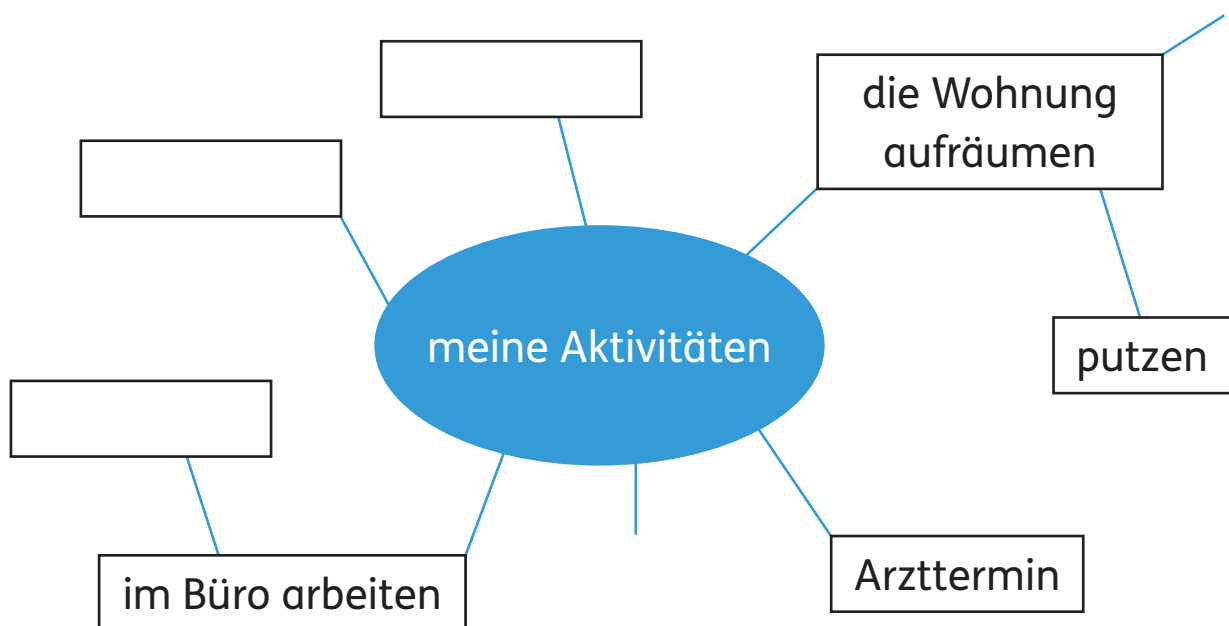 die Wohnung
aufräumen
meine Aktivitäten
putzen
im Büro arbeiten
Arzttermin